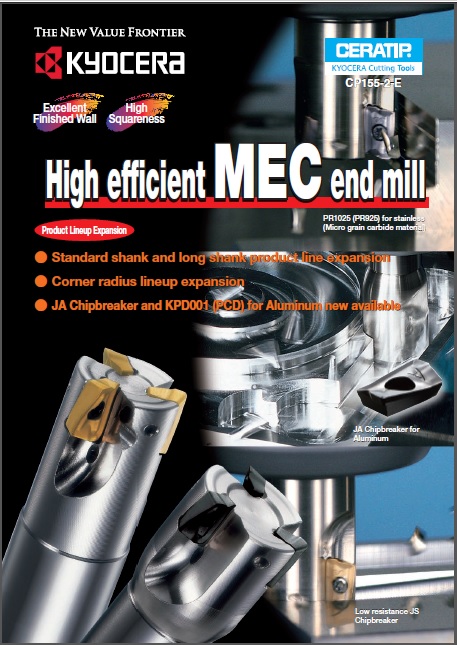 THE NEW VALUE FRONTIER
KYOCERA
CERATIP®
KYOCERA Cutting Tools
CP155-2-E
Excellent
Finished Wall
High
Squareness
High efficient MEC end mill
Product Lineup Expansion
PR1025 (PR925) for stainless
(Micro grain carbide material)
● Standard shank and long shank product line expansion
● Corner radius lineup expansion
● JA Chipbreaker and KPD001 (PCD) for Aluminum new available
JA Chipbreaker for
Aluminum
Low resistance JS
Chipbreaker